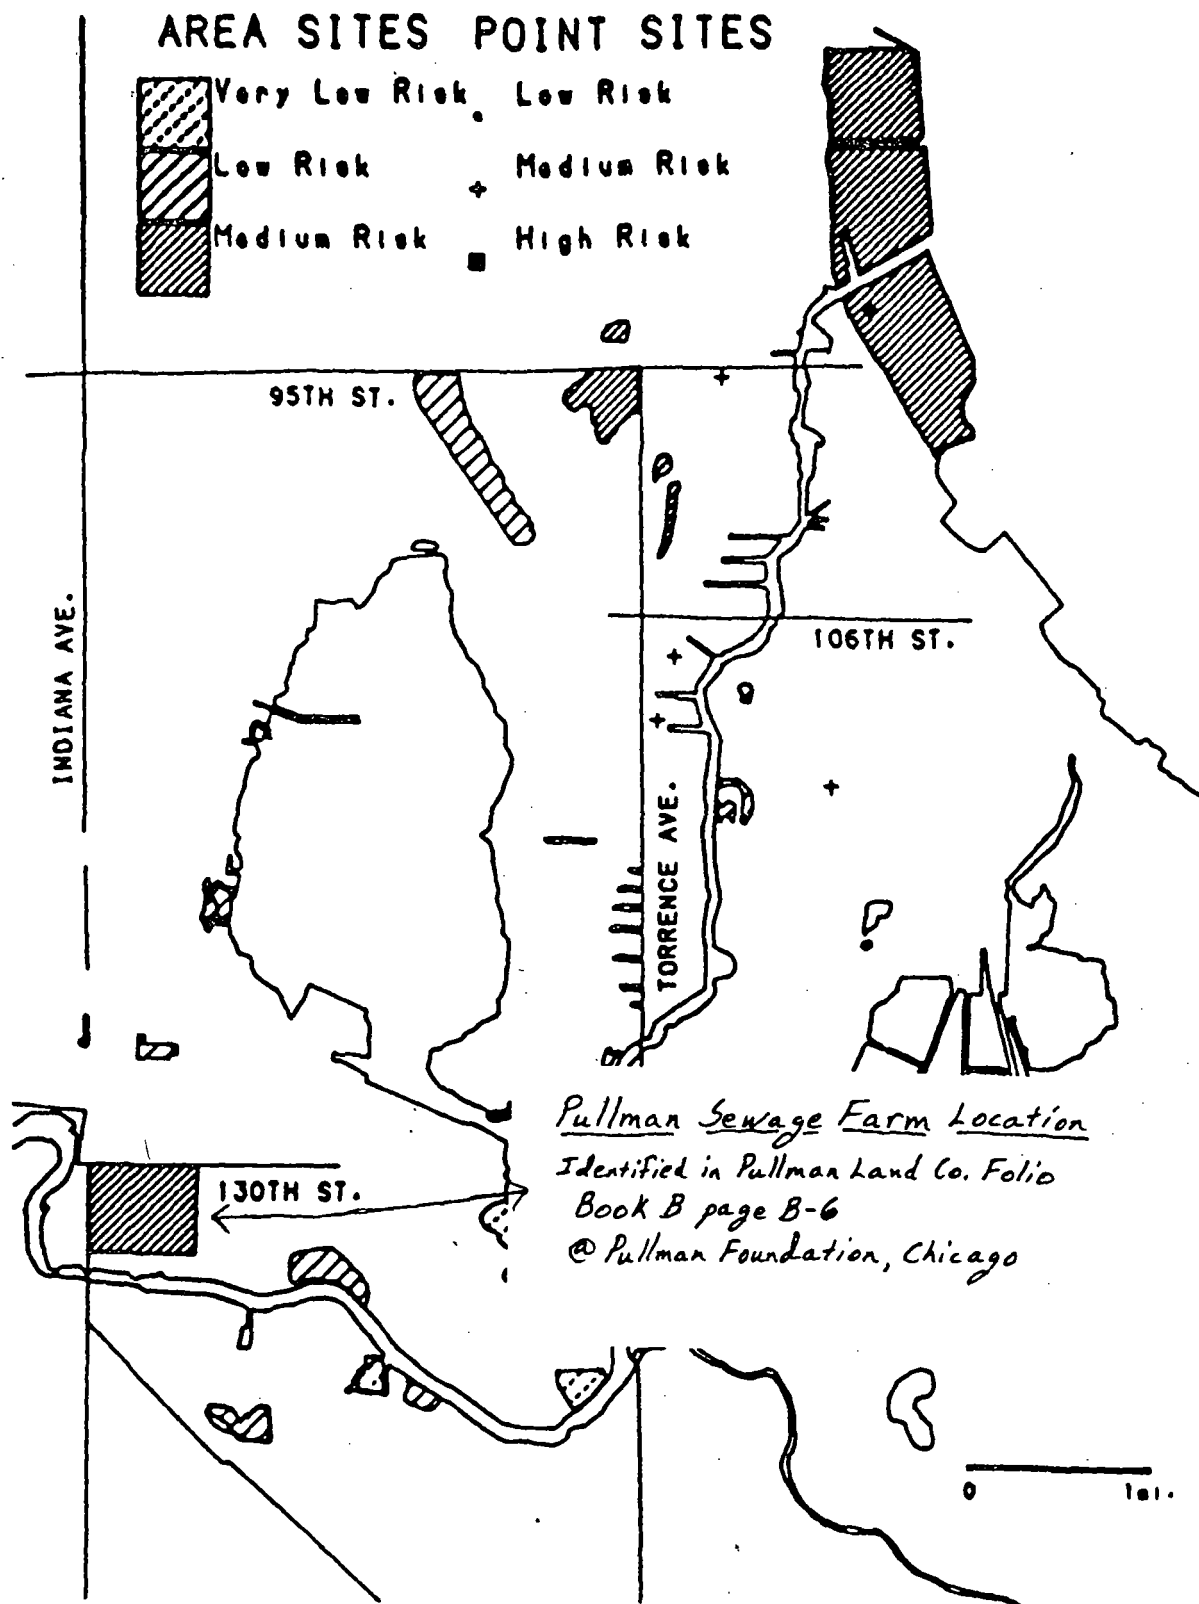 AREA SITES POINT SITES
Very Low Risk Low Risk
Low Risk Medium Risk
Medium Risk High Risk
95TH ST.
INDIANA AVE.
106TH ST.
TORRENCE AVE.
Pullman Sewage Farm Location
Identified in Pullman Land Co. Folio
130TH ST.
Book B page B-6
@ Pullman Foundation, Chicago
0 1mi.